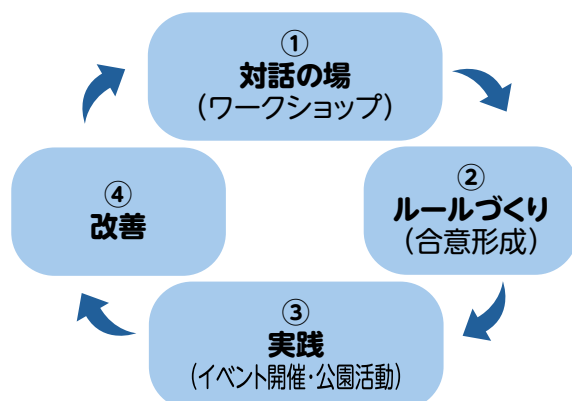 ①
対話の場
（ワークショップ）
②
ルールづくり
（合意形成）
③
実践
（イベント開催・公園活動）
④
改善